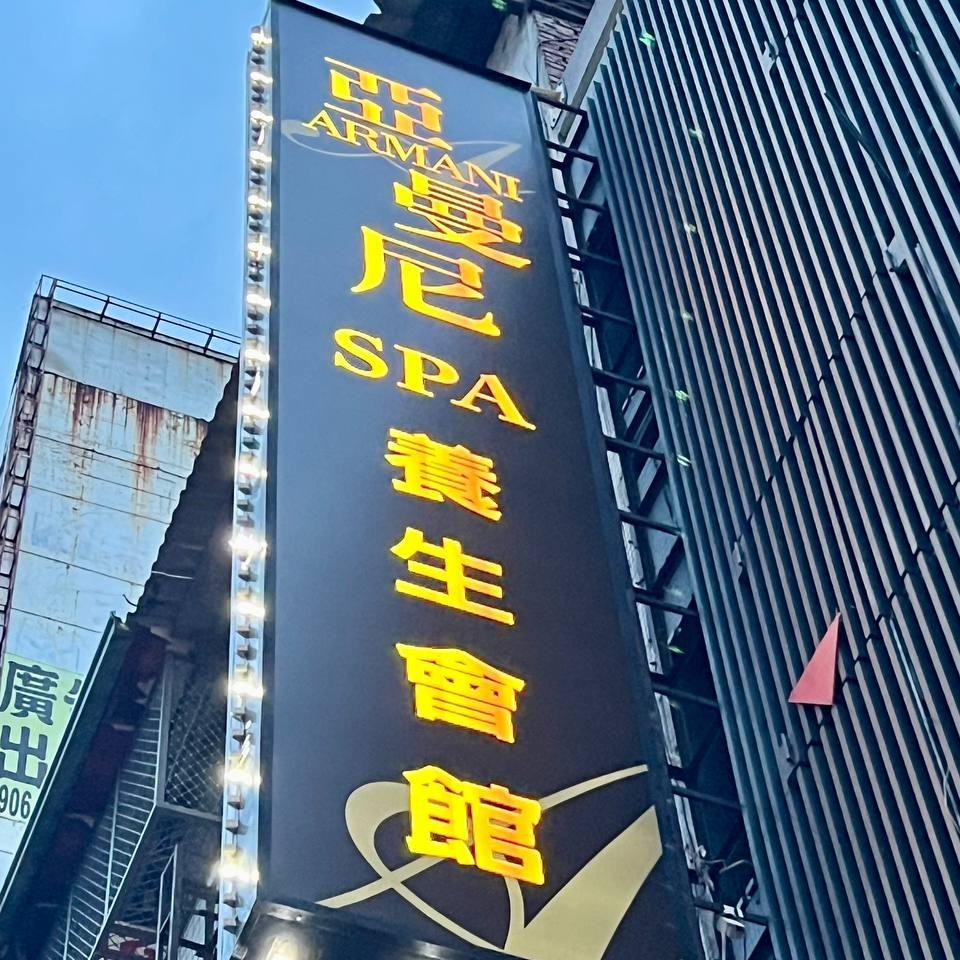 亞
ARMANI
曼
尼
SPA
養
生
會
館
廣
出
906